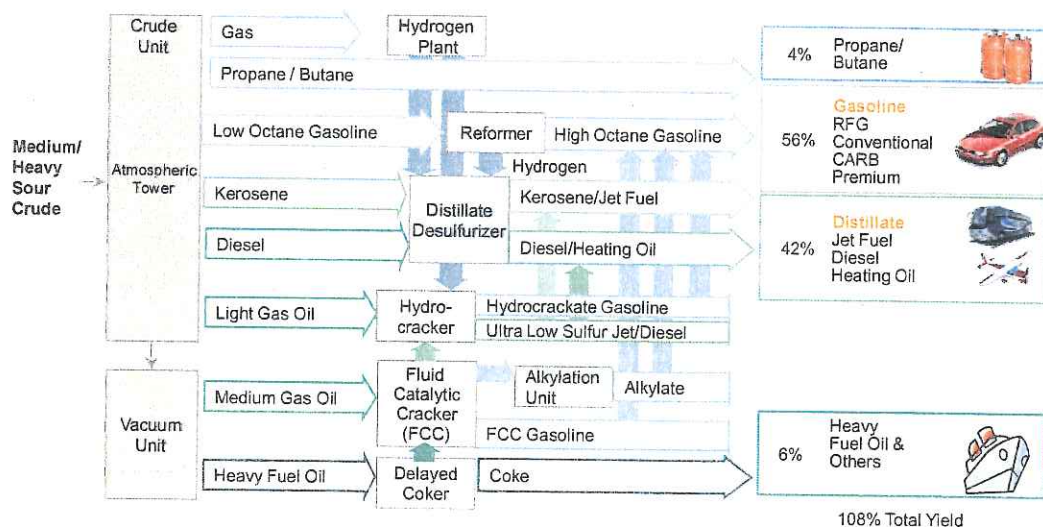 Crude
Unit
Gas
Hydrogen
Plant
4%
Propane/
Butane
Propane / Butane
Low Octane Gasoline
Reformer
High Octane Gasoline
56%
Gasoline
RFG
Conventional
CARB
Premium
Medium/
Heavy
Sour
Crude
Atmospheric
Tower
Hydrogen
Kerosene
Distillate
Desulfurizer
Kerosene/Jet Fuel
Diesel
Diesel/Heating Oil
42%
Distillate
Jet Fuel
Diesel
Heating Oil
Light Gas Oil
Hydro-
cracker
Hydrocrackate Gasoline
Ultra Low Sulfur Jet/Diesel
Vacuum
Unit
Medium Gas Oil
Fluid
Catalytic
Cracker
(FCC)
Alkylation
Unit
Alkylate
FCC Gasoline
Heavy Fuel Oil
Delayed
Coker
Coke
6%
Heavy
Fuel Oil &
Others
108% Total Yield